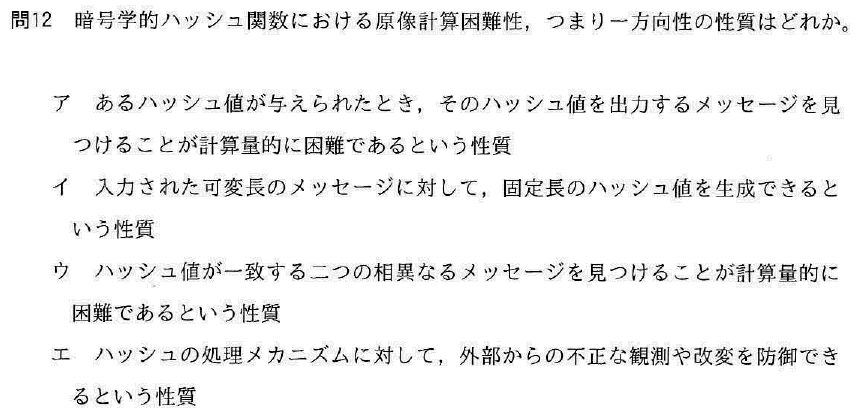 問12 暗号学的ハッシュ関数における原像計算困難性，つまり一方向性の性質はどれか。
ア あるハッシュ値が与えられたとき，そのハッシュ値を出力するメッセージを見
つけることが計算量的に困難であるという性質
イ 入力された可変長のメッセージに対して，固定長のハッシュ値を生成できると
いう性質
ウ ハッシュ値が一致する二つの相異なるメッセージを見つけることが計算量的に
困難であるという性質
エ ハッシュの処理メカニズムに対して，外部からの不正な観測や改変を防御でき
るという性質